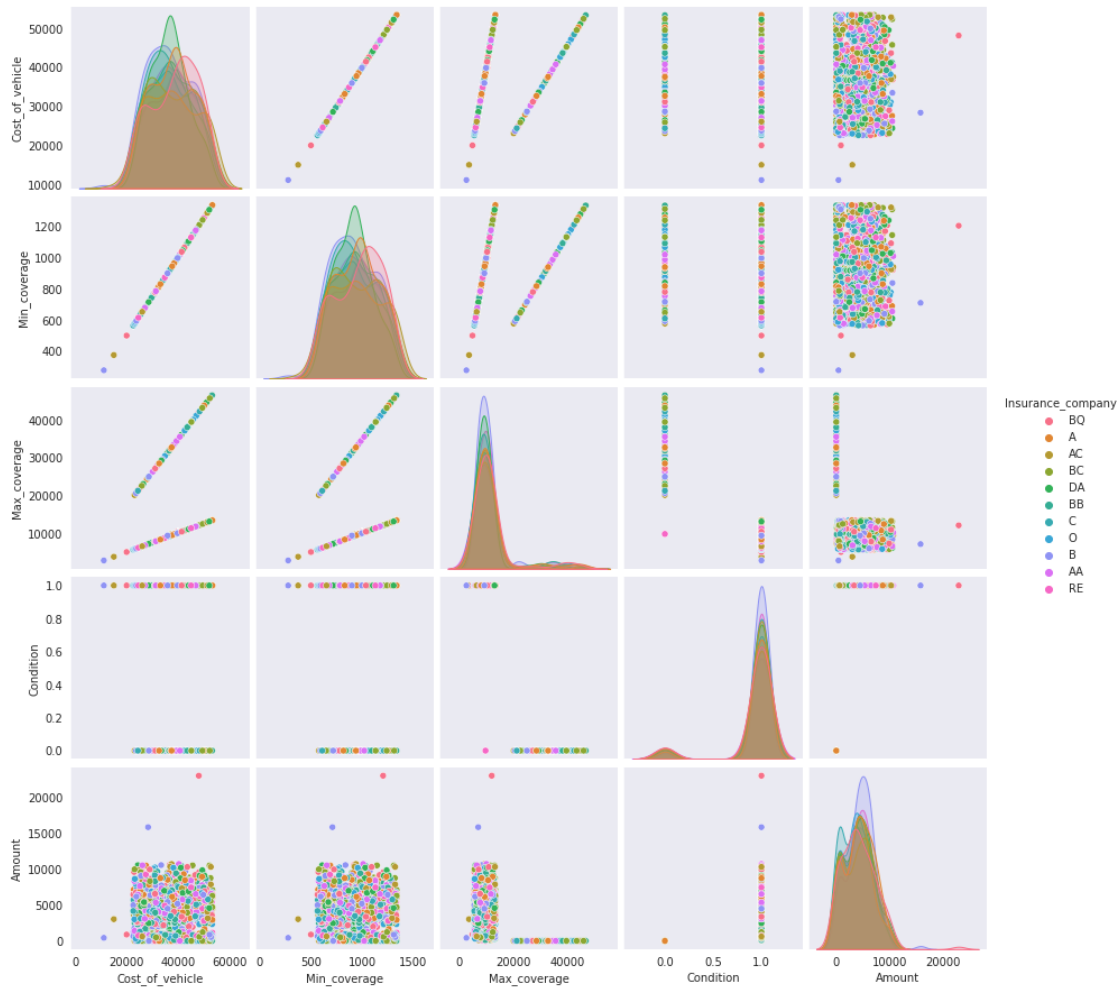 50000
40000
30000
20000
10000
Cost_of_vehicle
1200
1000
800
600
400
Min_coverage
40000
30000
20000
10000
0
Max_coverage
1.0
0.8
0.6
0.4
0.2
0.0
Condition
20000
15000
10000
5000
0
Amount
0 20000 40000 60000
Cost_of_vehicle
0 500 1000 1500
Min_coverage
0 20000 40000
Max_coverage
0.0 0.5 1.0
Condition
0 10000 20000
Amount
Insurance_company
BQ
A
AC
BC
DA
BB
C
O
B
AA
RE